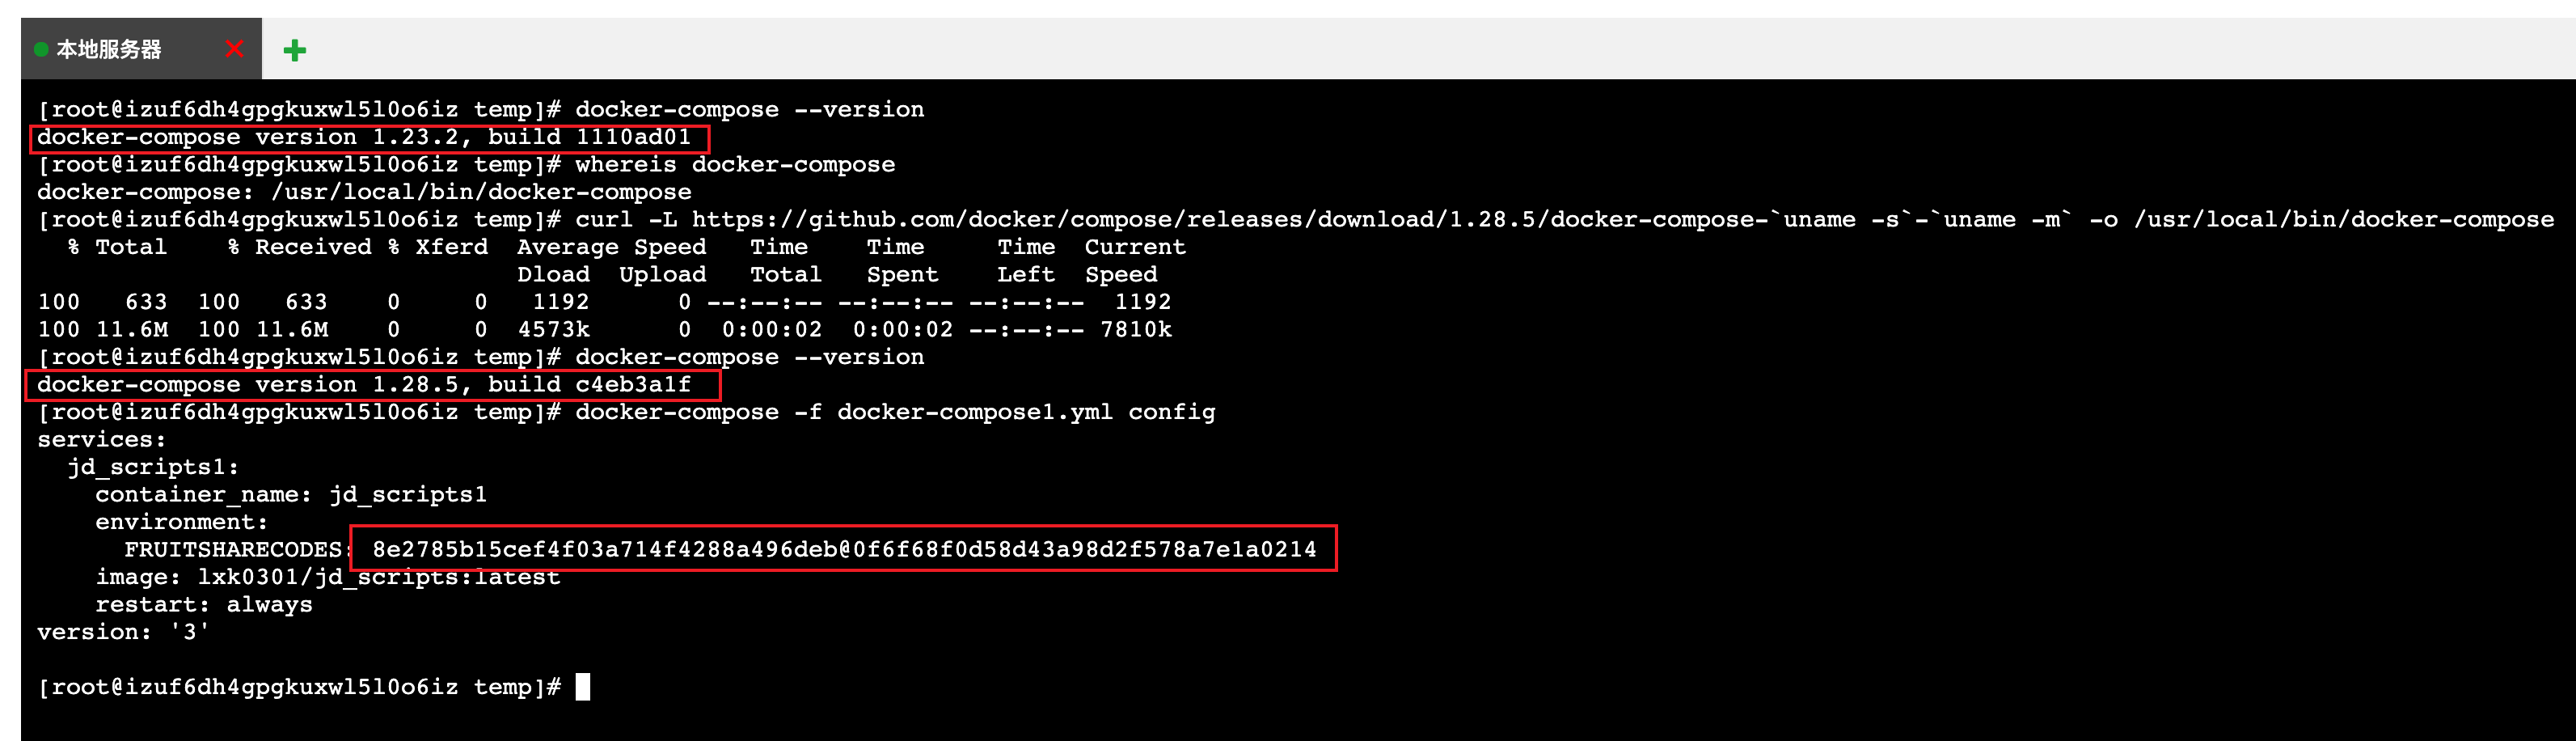 本地服务器
[root@izuf6dh4gpgkuxwl5l0o6iz temp]# docker-compose --version
docker-compose version 1.23.2, build 1110ad01
[root@izuf6dh4gpgkuxwl5l0o6iz temp]# whereis docker-compose
docker-compose: /usr/local/bin/docker-compose
[root@izuf6dh4gpgkuxwl5l0o6iz temp]# curl -L https://github.com/docker/compose/releases/download/1.28.5/docker-compose-`uname -s`-`uname -m` -o /usr/local/bin/docker-compose
% Total % Received % Xferd Average Speed Time Time Time Current
Dload Upload Total Spent Left Speed
100 633 100 633 0 0 1192 0 --:--:-- --:--:-- --:--:-- 1192
100 11.6M 100 11.6M 0 0 4573k 0 0:00:02 0:00:02 --:--:-- 7810k
[root@izuf6dh4gpgkuxwl5l0o6iz temp]# docker-compose --version
docker-compose version 1.28.5, build c4eb3a1f
[root@izuf6dh4gpgkuxwl5l0o6iz temp]# docker-compose -f docker-compose1.yml config
services:
  jd_scripts1:
    container_name: jd_scripts1
    environment:
      FRUITSHARECODES: 8e2785b15cef4f03a714f4288a496deb@0f6f68f0d58d43a98d2f578a7e1a0214
    image: lxk0301/jd_scripts:latest
    restart: always
version: '3'
[root@izuf6dh4gpgkuxwl5l0o6iz temp]#